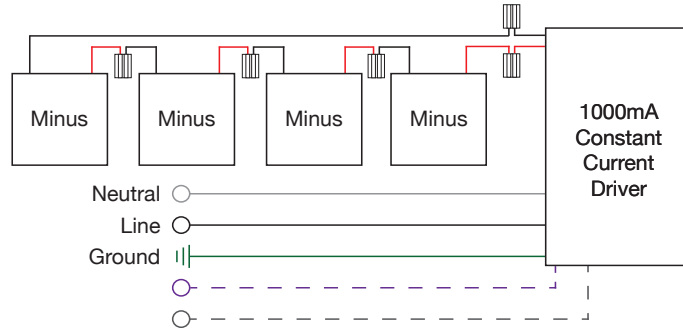 Minus
Minus
Minus
Minus
1000mA
Constant
Current
Driver
Neutral
Line
Ground